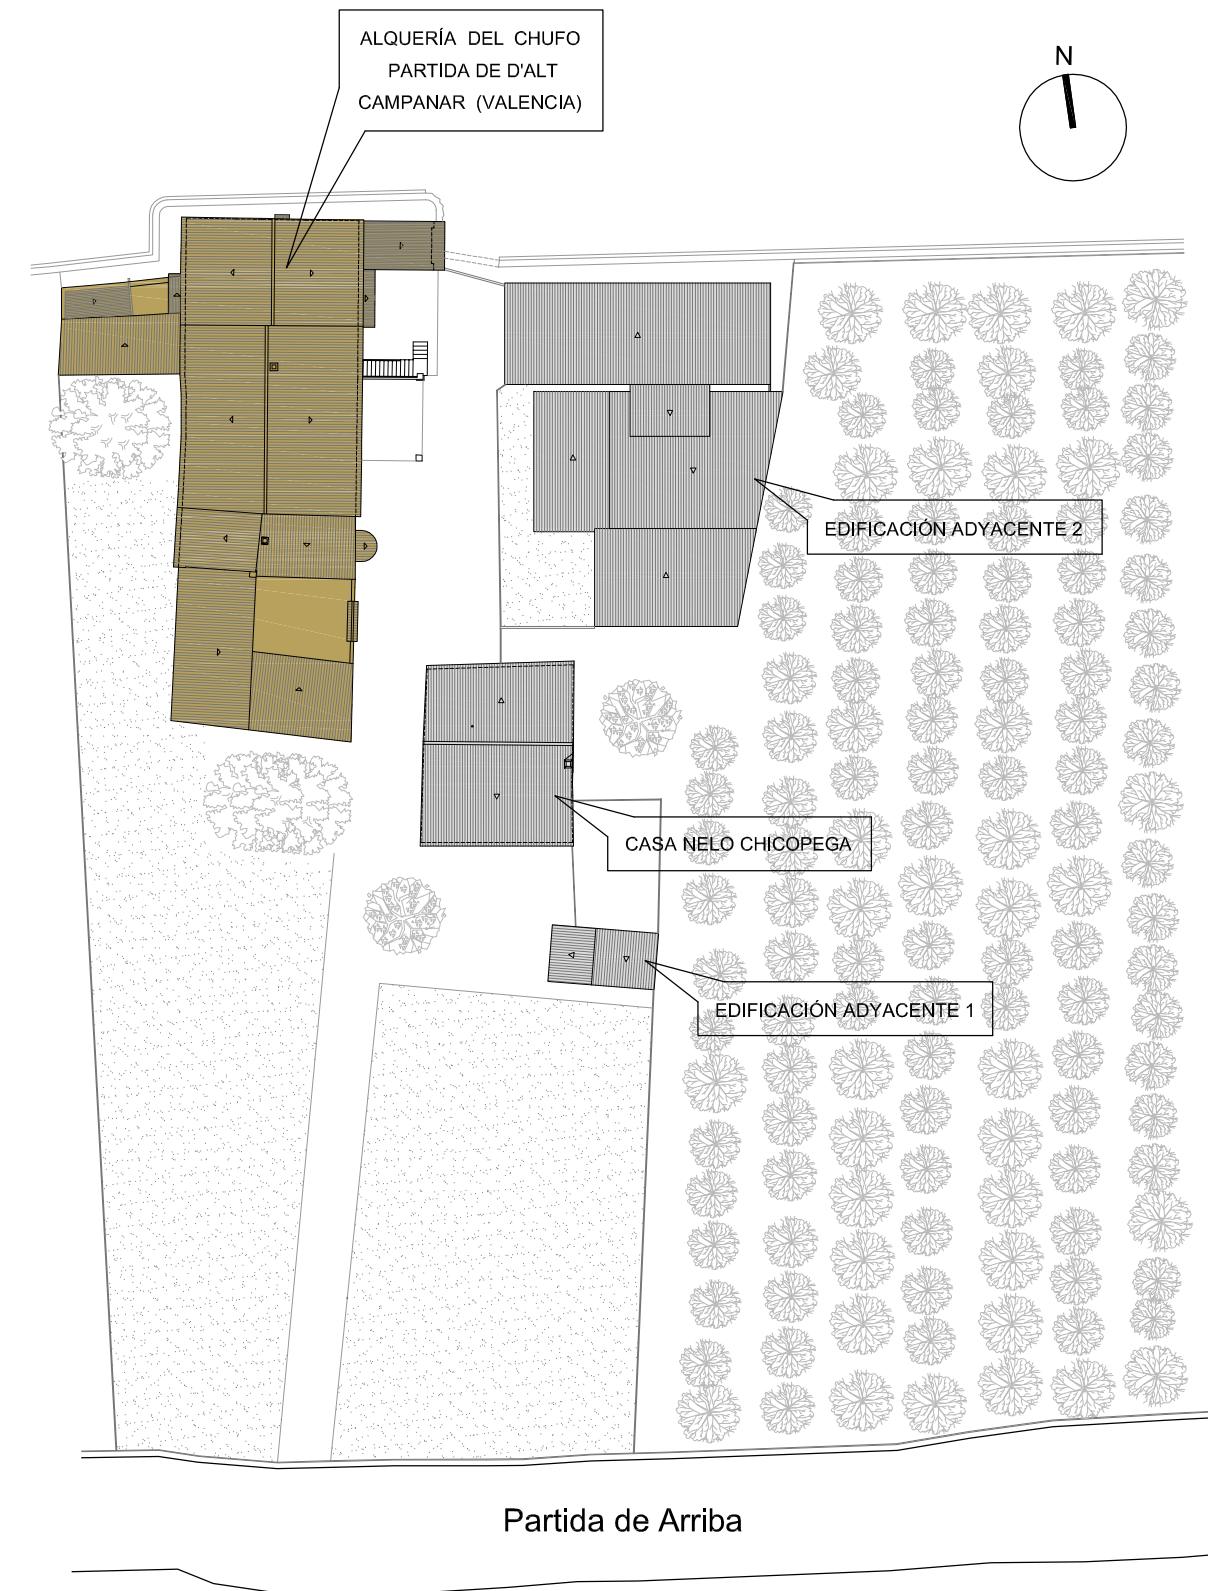 ALQUERÍA DEL CHUFO
PARTIDA DE D'ALT
CAMPANAR (VALENCIA)
N
EDIFICACIÓN ADYACENTE 2
CASA NELO CHICOPEGA
EDIFICACIÓN ADYACENTE 1
Partida de Arriba